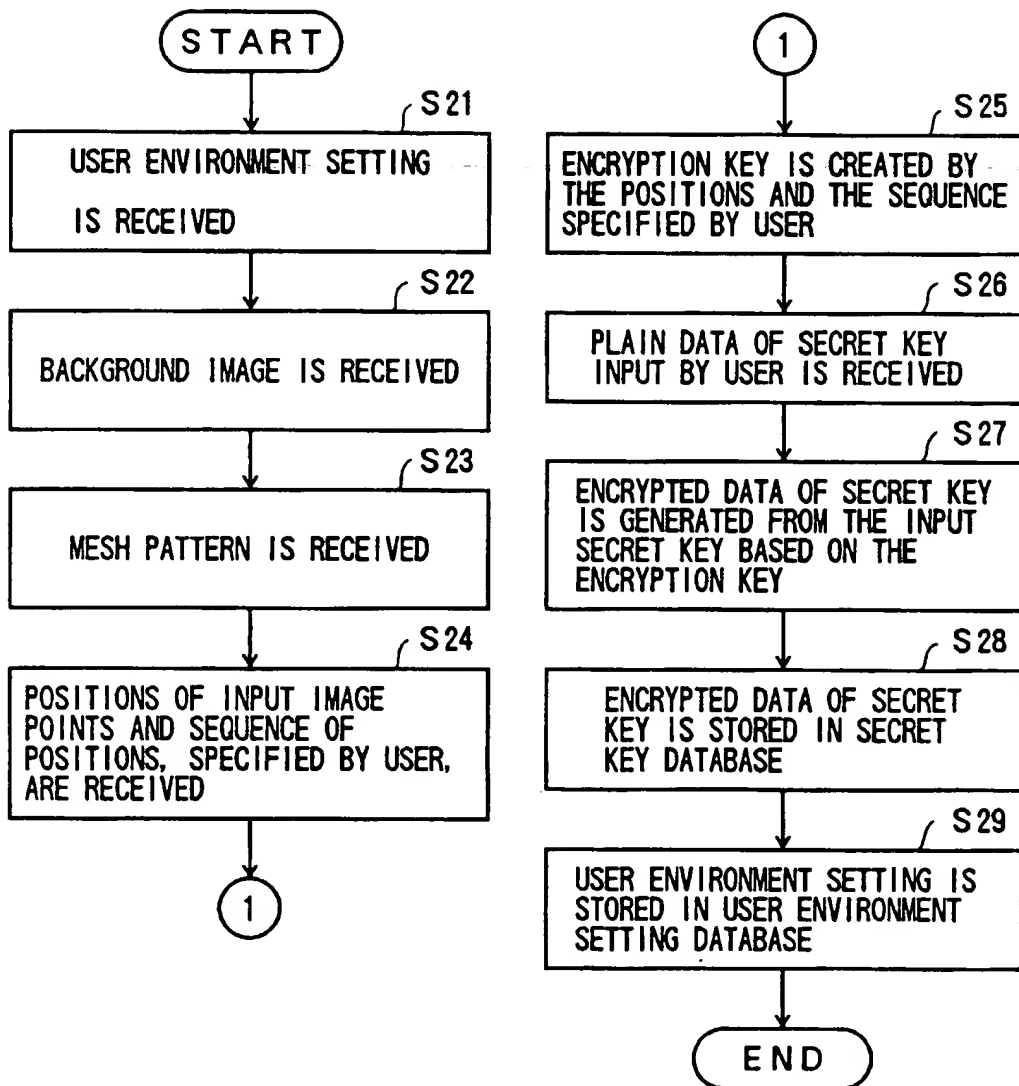 START
S21
USER ENVIRONMENT SETTING
IS RECEIVED
S22
BACKGROUND IMAGE IS RECEIVED
S23
MESH PATTERN IS RECEIVED
S24
POSITIONS OF INPUT IMAGE
POINTS AND SEQUENCE OF
POSITIONS, SPECIFIED BY USER,
ARE RECEIVED
1
1
S25
ENCRYPTION KEY IS CREATED BY
THE POSITIONS AND THE SEQUENCE
SPECIFIED BY USER
S26
PLAIN DATA OF SECRET KEY
INPUT BY USER IS RECEIVED
S27
ENCRYPTED DATA OF SECRET KEY
IS GENERATED FROM THE INPUT
SECRET KEY BASED ON THE
ENCRYPTION KEY
S28
ENCRYPTED DATA OF SECRET
KEY IS STORED IN SECRET
KEY DATABASE
S29
USER ENVIRONMENT SETTING IS
STORED IN USER ENVIRONMENT
SETTING DATABASE
END